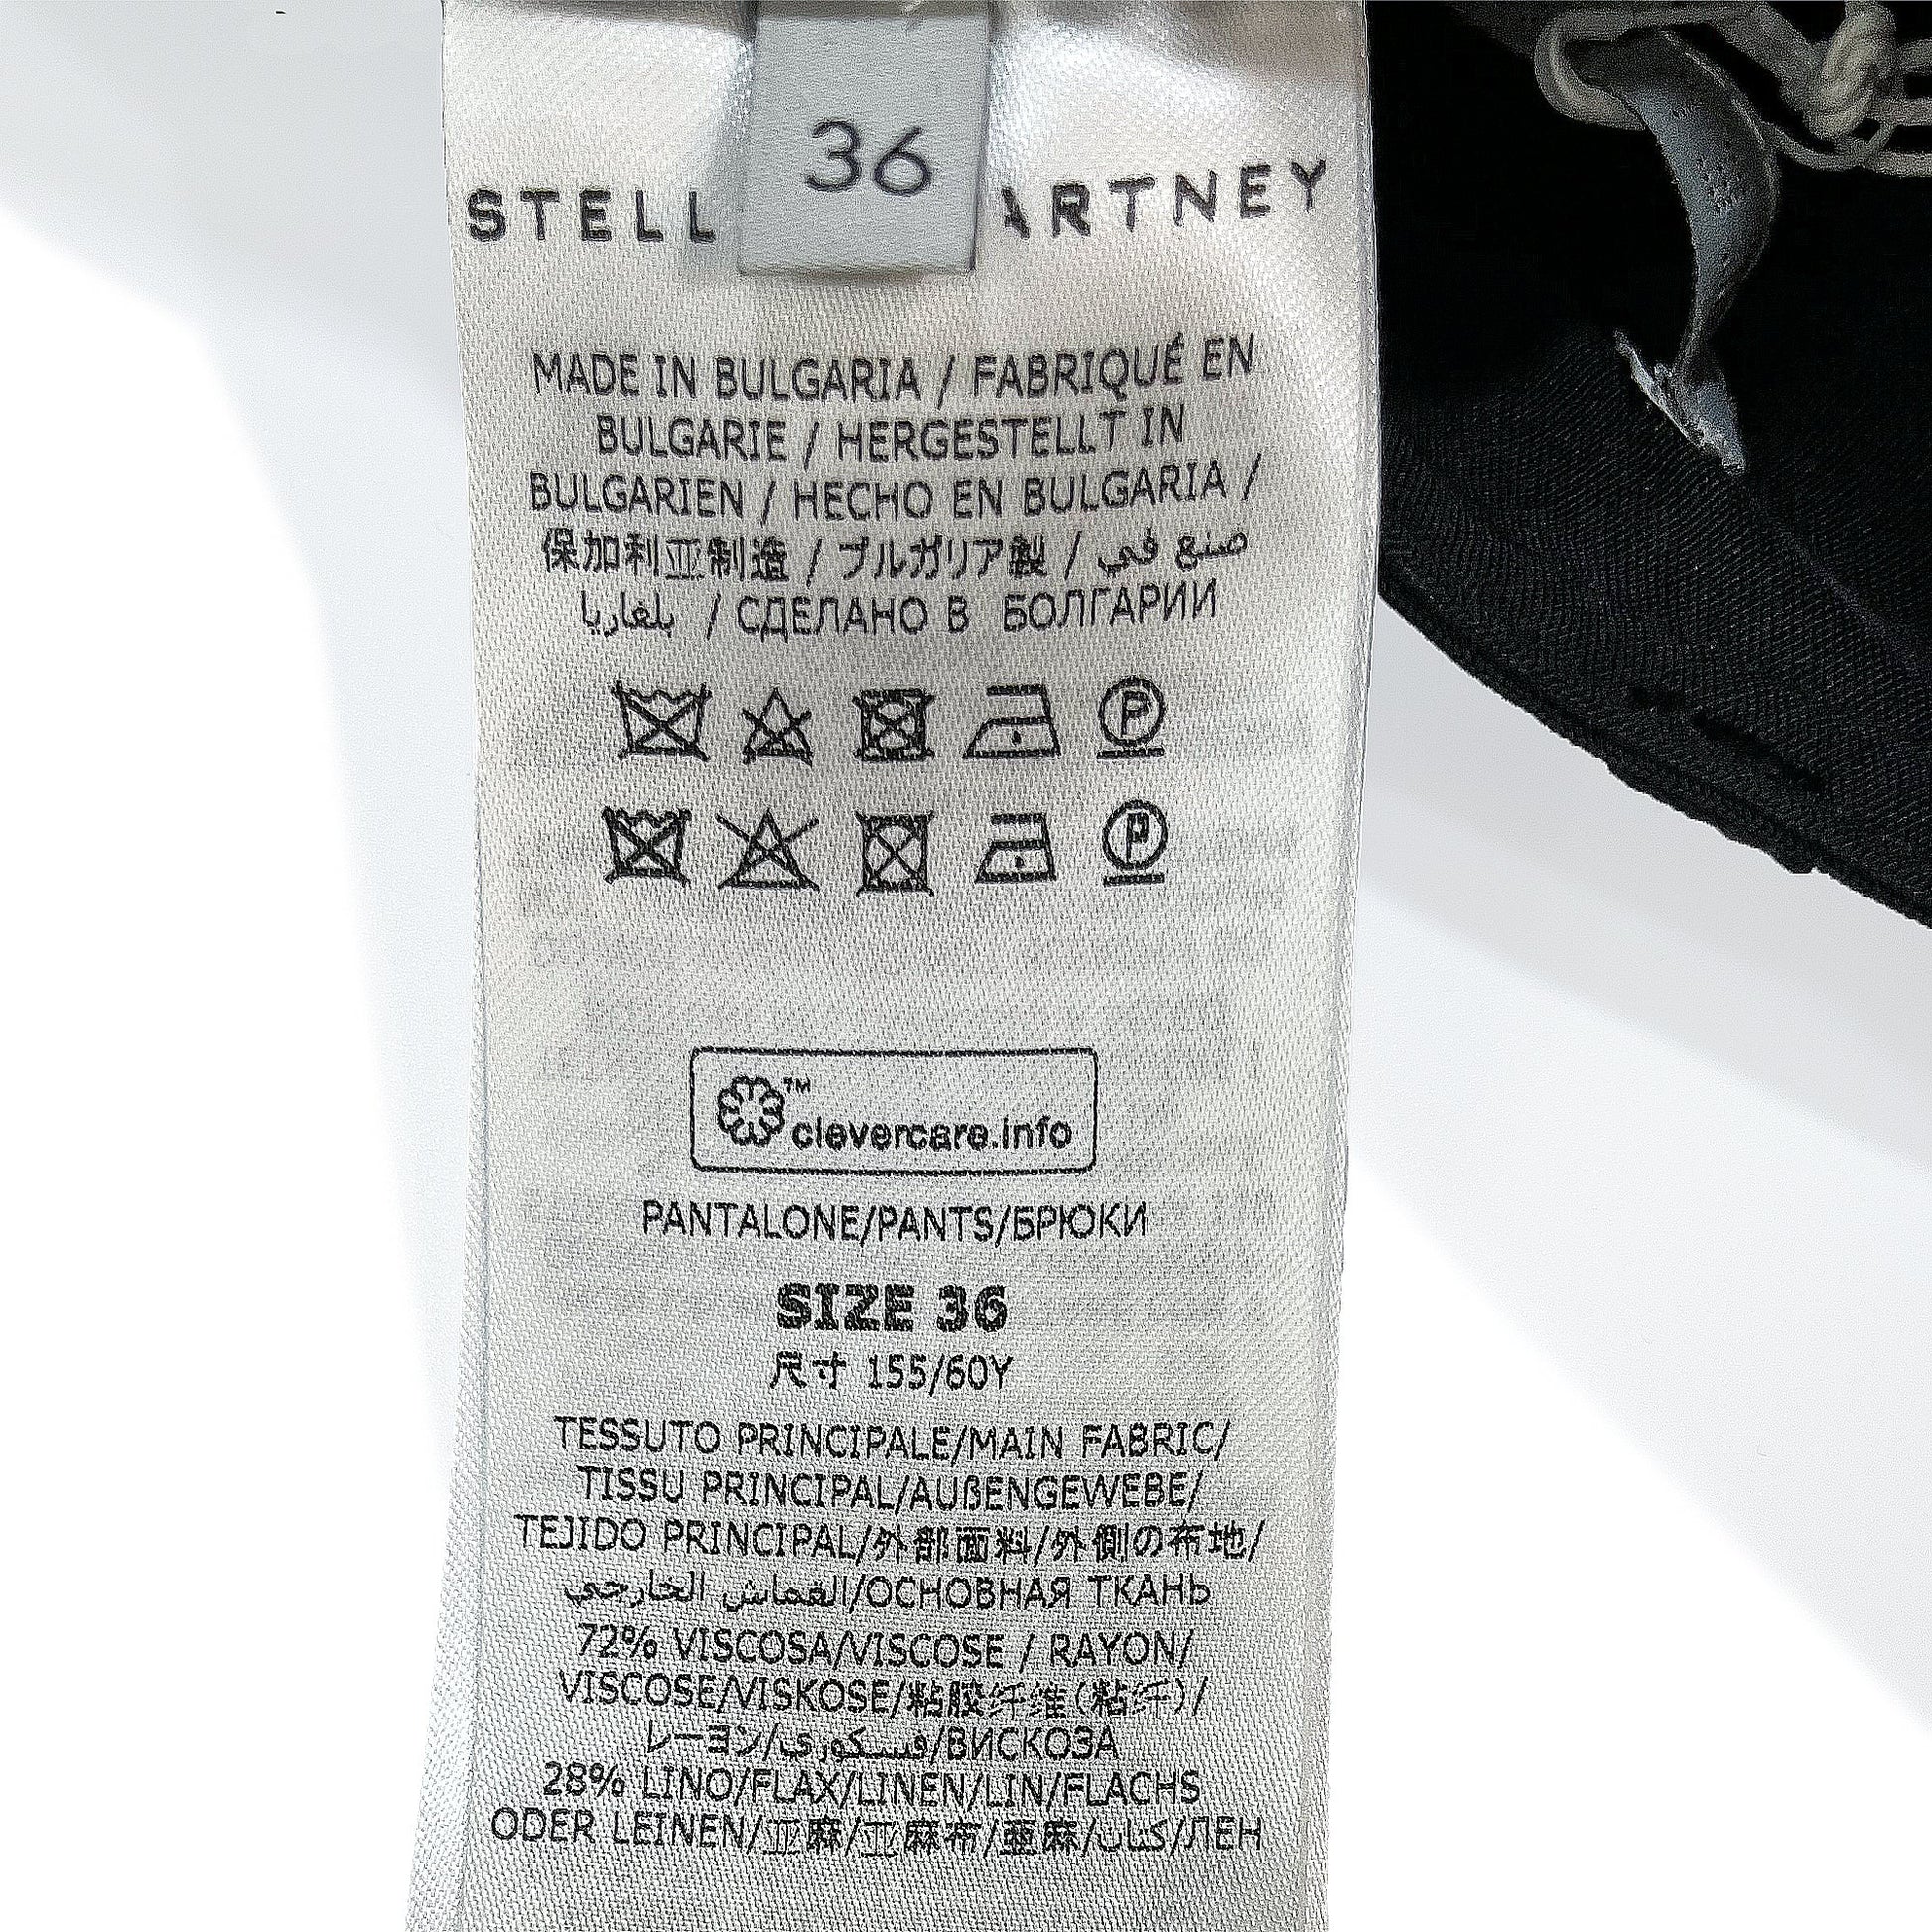 36
STELL ARTNEY
MADE IN BULGARIA / FABRIQUÉ EN
BULGARIE / HERGESTELLT IN
BULGARIEN / HECHO EN BULGARIA /
保加利亚制造 / ブルガリア製 / صنع في
بلغاريا / СДЕЛАНО В БОЛГАРИИ
P
P
™
clevercare.info
PANTALONE/PANTS/БРЮКИ
SIZE 36
尺寸 155/60Y
TESSUTO PRINCIPALE/MAIN FABRIC/
TISSU PRINCIPAL/AUßENGEWEBE/
TEJIDO PRINCIPAL/外部面料/外側の布地/
القماش الخارجي/ОСНОВНАЯ ТКАНЬ
72% VISCOSA/VISCOSE / RAYON/
VISCOSE/VISKOSE/粘膜纤维(粘纤)/
レーヨン/فسكوري/ВИСКОЗА
28% LINO/FLAX/LINEN/LIN/FLACHS
ODER LEINEN/亚麻/亚麻布/亜麻/كتان/ЛЕН